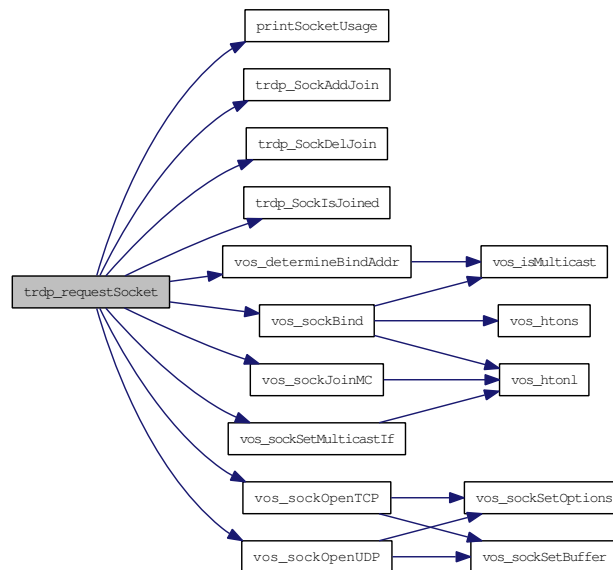 printSocketUsage
trdp_SockAddJoin
trdp_SockDelJoin
trdp_SockIsJoined
vos_determineBindAddr
vos_isMulticast
trdp_requestSocket
vos_sockBind
vos_htons
vos_sockJoinMC
vos_htonl
vos_sockSetMulticastIf
vos_sockOpenTCP
vos_sockSetOptions
vos_sockOpenUDP
vos_sockSetBuffer